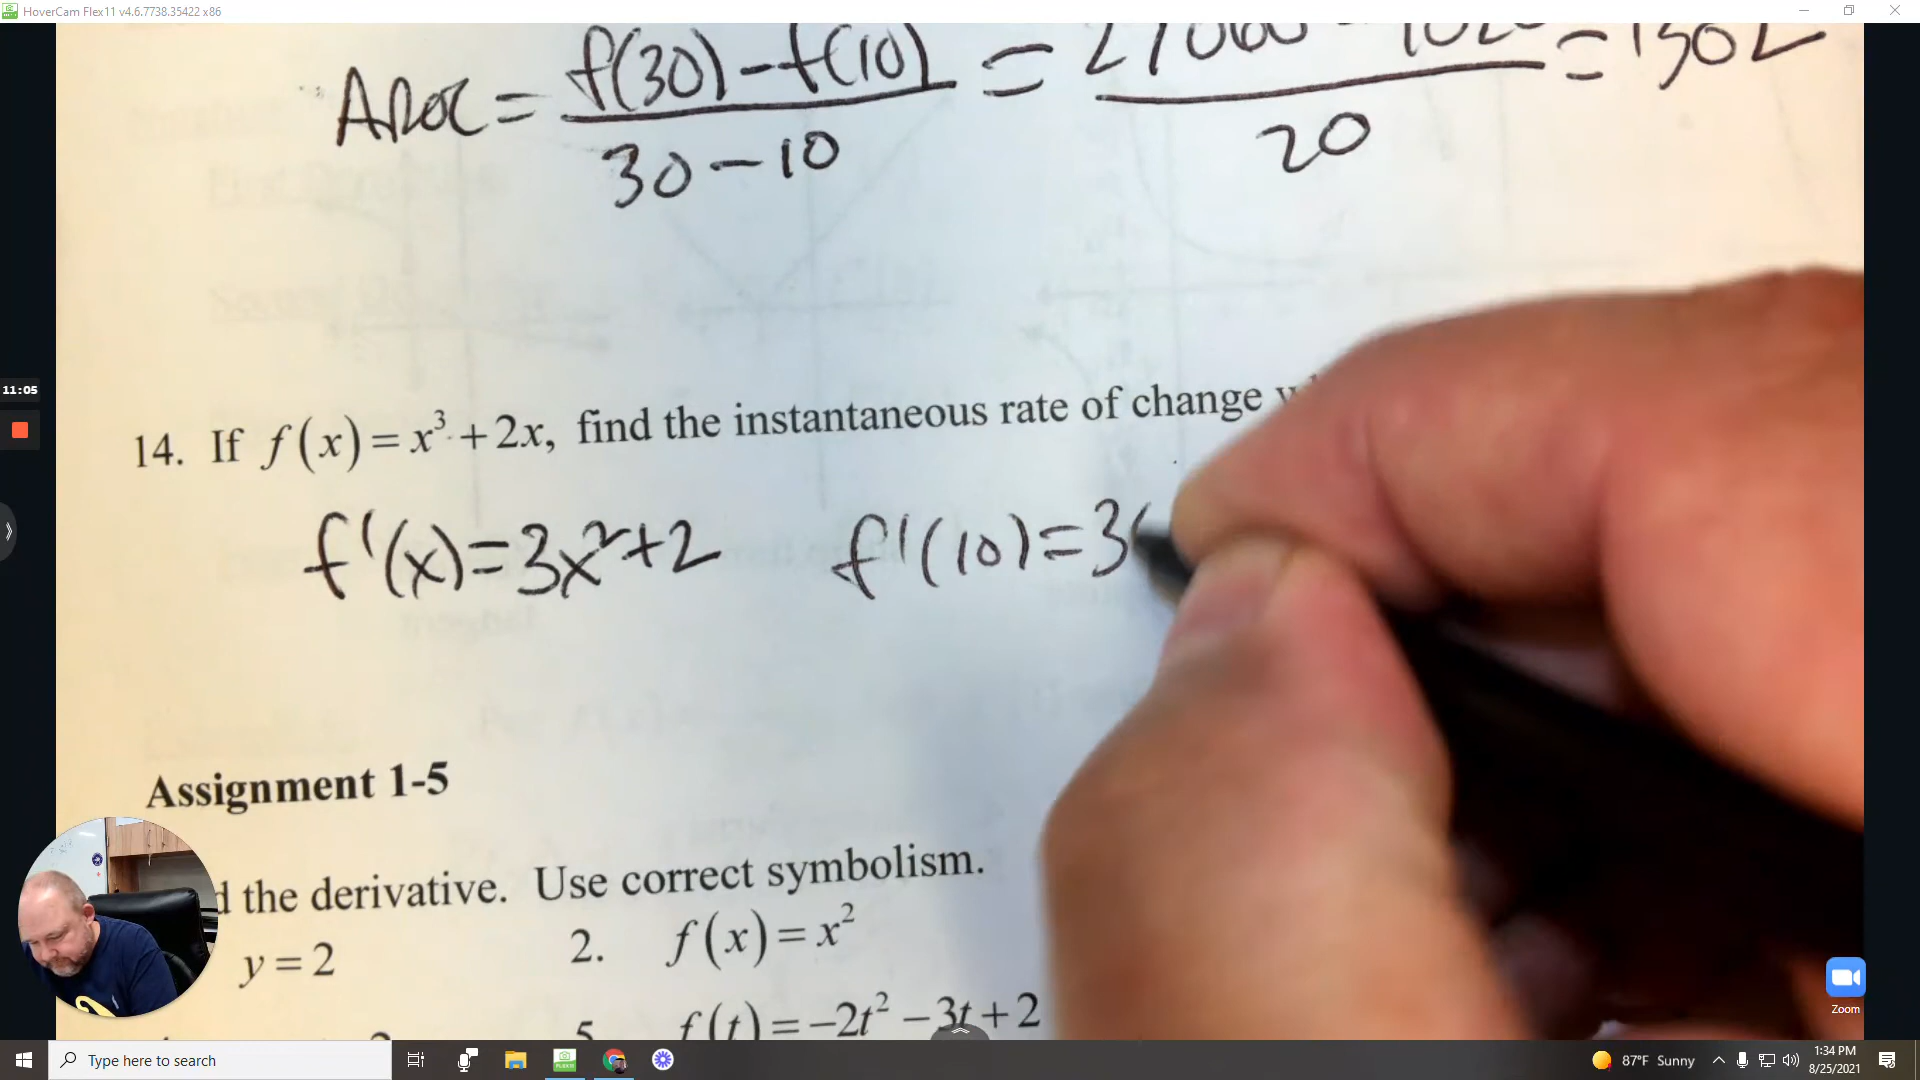 HoverCam Flex11 v4.6.7738.35422 x86
AROC = f(30) - f(10) / 30 - 10 = / 20 =
11:05
14. If f(x) = x³ + 2x, find the instantaneous rate of change
f'(x) = 3x² + 2 f'(10) = 3(
Assignment 1-5
the derivative. Use correct symbolism.
y = 2 2. f(x) = x²
5. f(t) = -2t² - 3t + 2
Zoom
Type here to search
FLEX11
87°F Sunny
1:34 PM
8/25/2021